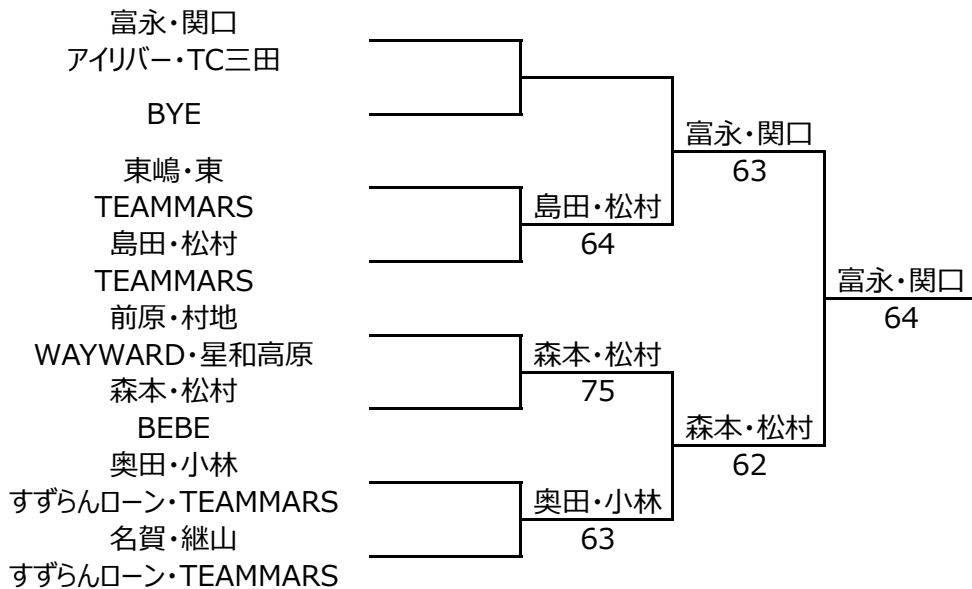 富永・関口
アイリバー・TC三田
BYE
東嶋・東
TEAMMARS
島田・松村
TEAMMARS
前原・村地
WAYWARD・星和高原
森本・松村
BEBE
奥田・小林
すずらんローン・TEAMMARS
名賀・継山
すずらんローン・TEAMMARS
島田・松村
64
森本・松村
75
奥田・小林
63
富永・関口
63
森本・松村
62
富永・関口
64